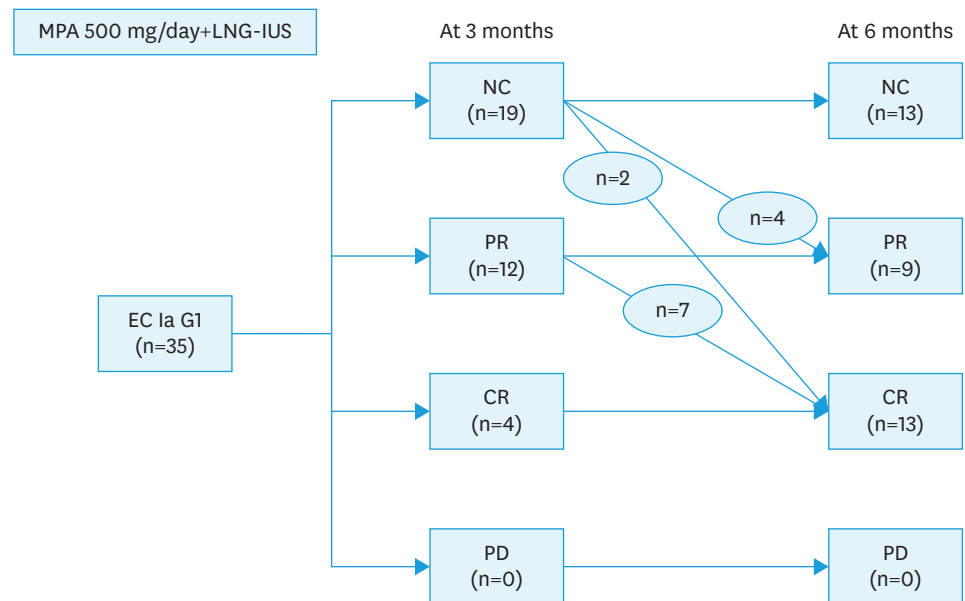 MPA 500 mg/day+LNG-IUS
At 3 months
At 6 months
NC
(n=19)
NC
(n=13)
n=2
n=4
PR
(n=12)
PR
(n=9)
n=7
EC Ia G1
(n=35)
CR
(n=4)
CR
(n=13)
PD
(n=0)
PD
(n=0)